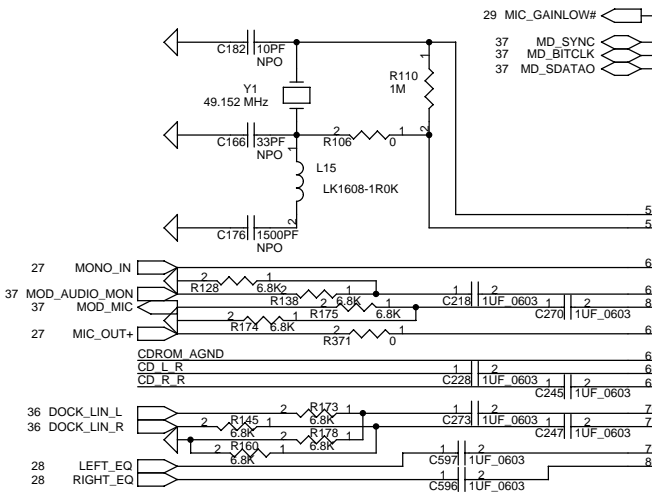 29 MIC_GAINLOW#
C182 10PF
NPO
1
37 MD_SYNC
37 MD_BITCLK
37 MD_SDATAO
R110
1M
Y1
49.152 MHz
2
C166 33PF
NPO
2 1
R106 0
1
L15
LK1608-1R0K
2
C176 1500PF
NPO
5
5
27 MONO_IN 6
2 1
R128 6.8K
37 MOD_AUDIO_MON 2 1 1 2 6
R138 6.8K
C218 1UF_0603
37 MOD_MIC 2 1 1 2 8
R175 6.8K
C270 1UF_0603
2 1
R174 6.8K
27 MIC_OUT+ 2 1 6
R371 0
CDROM_AGND 6
CD_L_R 1 2 6
C228 1UF_0603
CD_R_R 1 2 6
C245 1UF_0603
36 DOCK_LIN_L 2 R173 1 1 2 7
6.8K
C273 1UF_0603
36 DOCK_LIN_R 2 R145 1 1 2 7
6.8K
C247 1UF_0603
2 R178 1
6.8K
2 R160 1
6.8K
1 2 7
C597 1UF_0603
28 LEFT_EQ
28 RIGHT_EQ 1 2 8
C596 1UF_0603